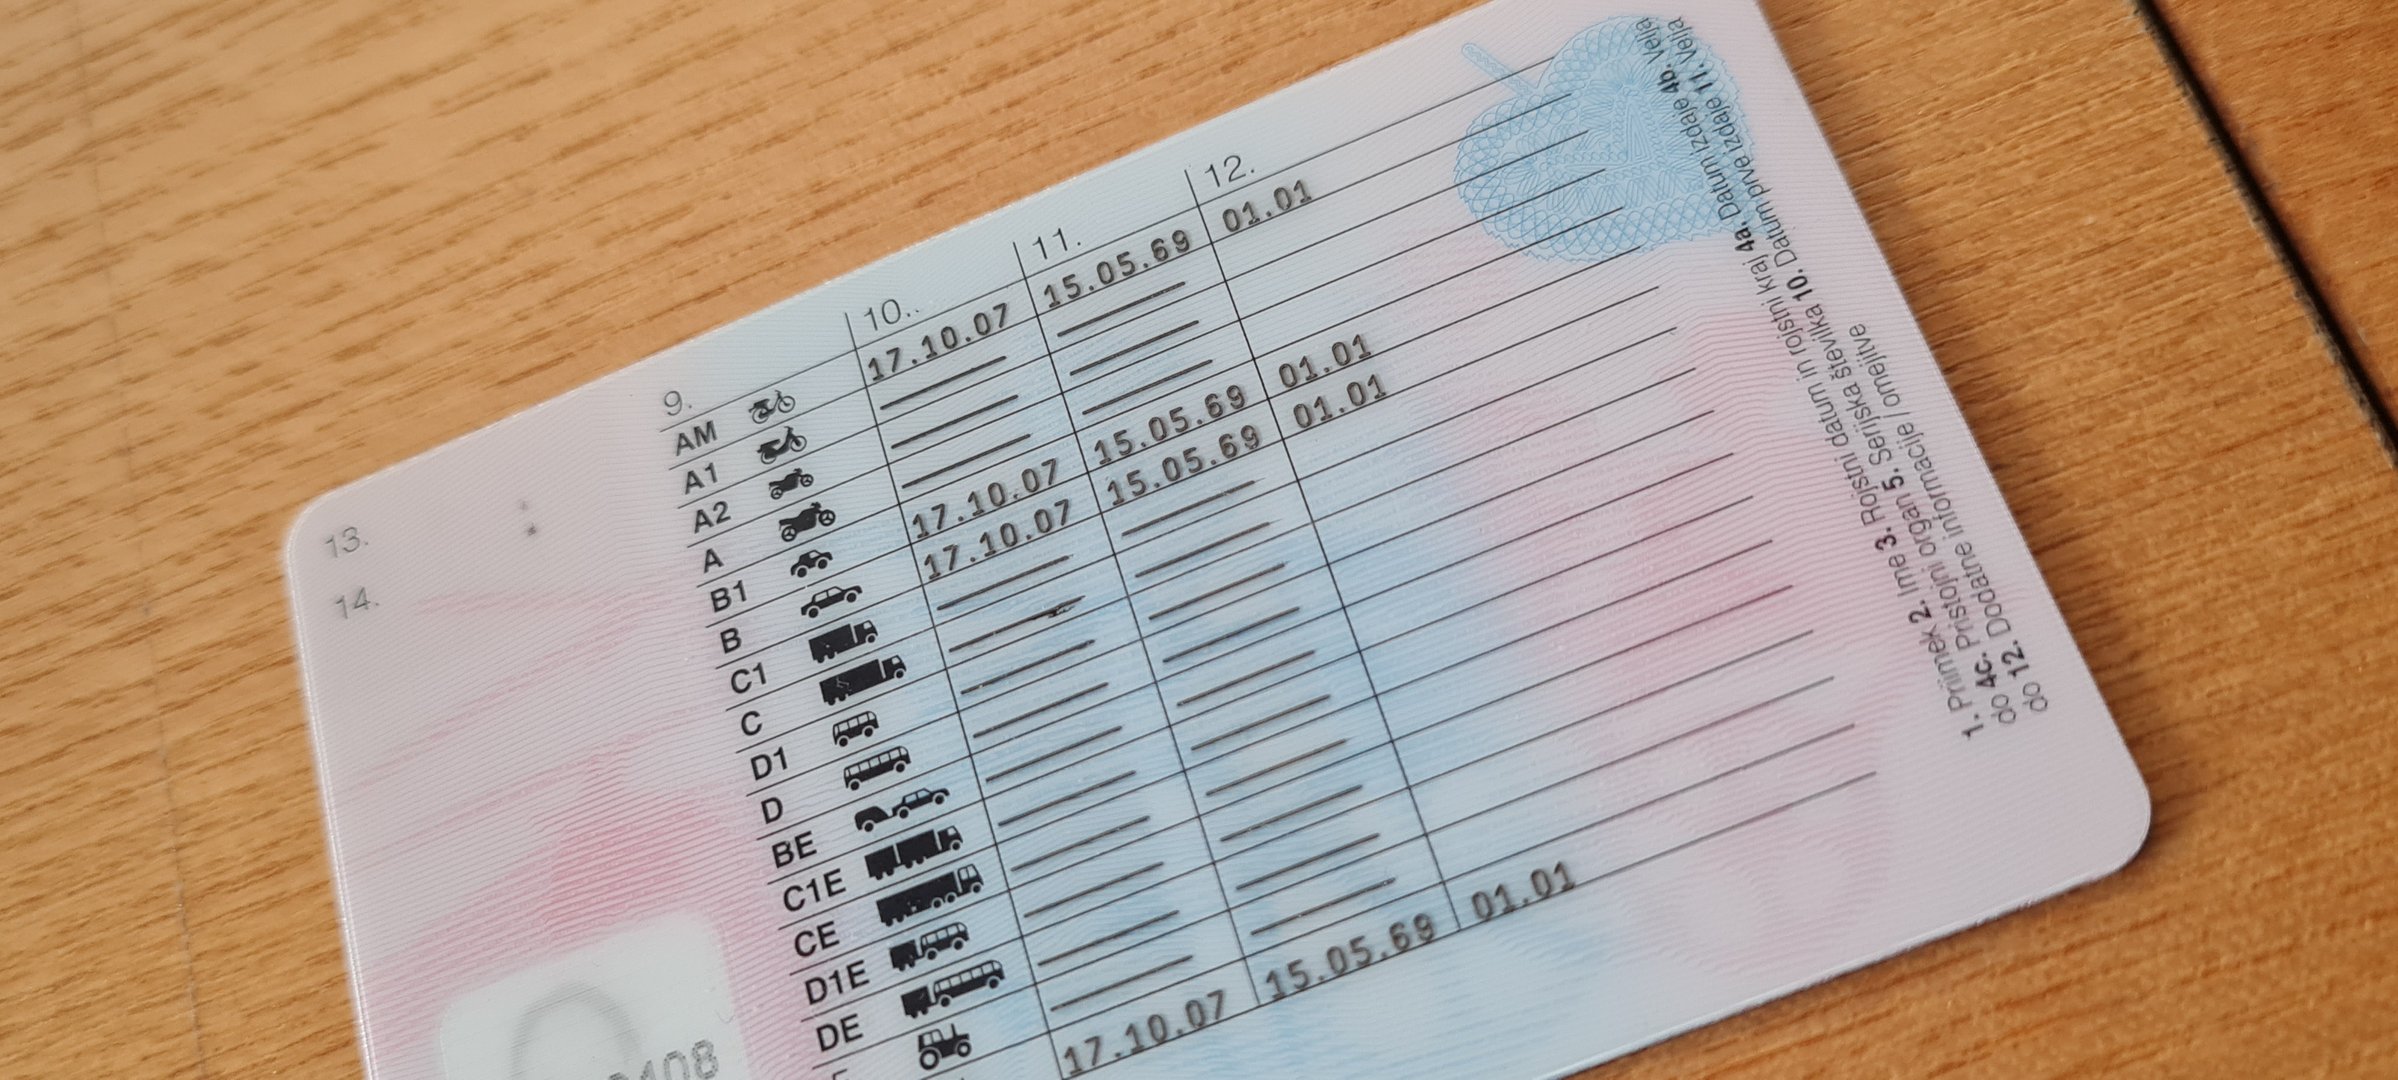 13.
14.
9. 10. 11. 12.
AM 17.10.07 15.05.69 01.01
A1
A2
A
B1 17.10.07 15.05.69 01.01
B 17.10.07 15.05.69 01.01
C1
C
D1
D
BE
C1E
CE
D1E
DE
17.10.07 15.05.69 01.01
108
1. Priimek 2. Ime 3. Rojstni datum in rojstni kraj 4a. Datum izdaje 4b. Velja
do 4c. Pristojni organ 5. Serijska številka 10. Datum prve izdaje 11. Velja
do 12. Dodatne informacije / omejitve